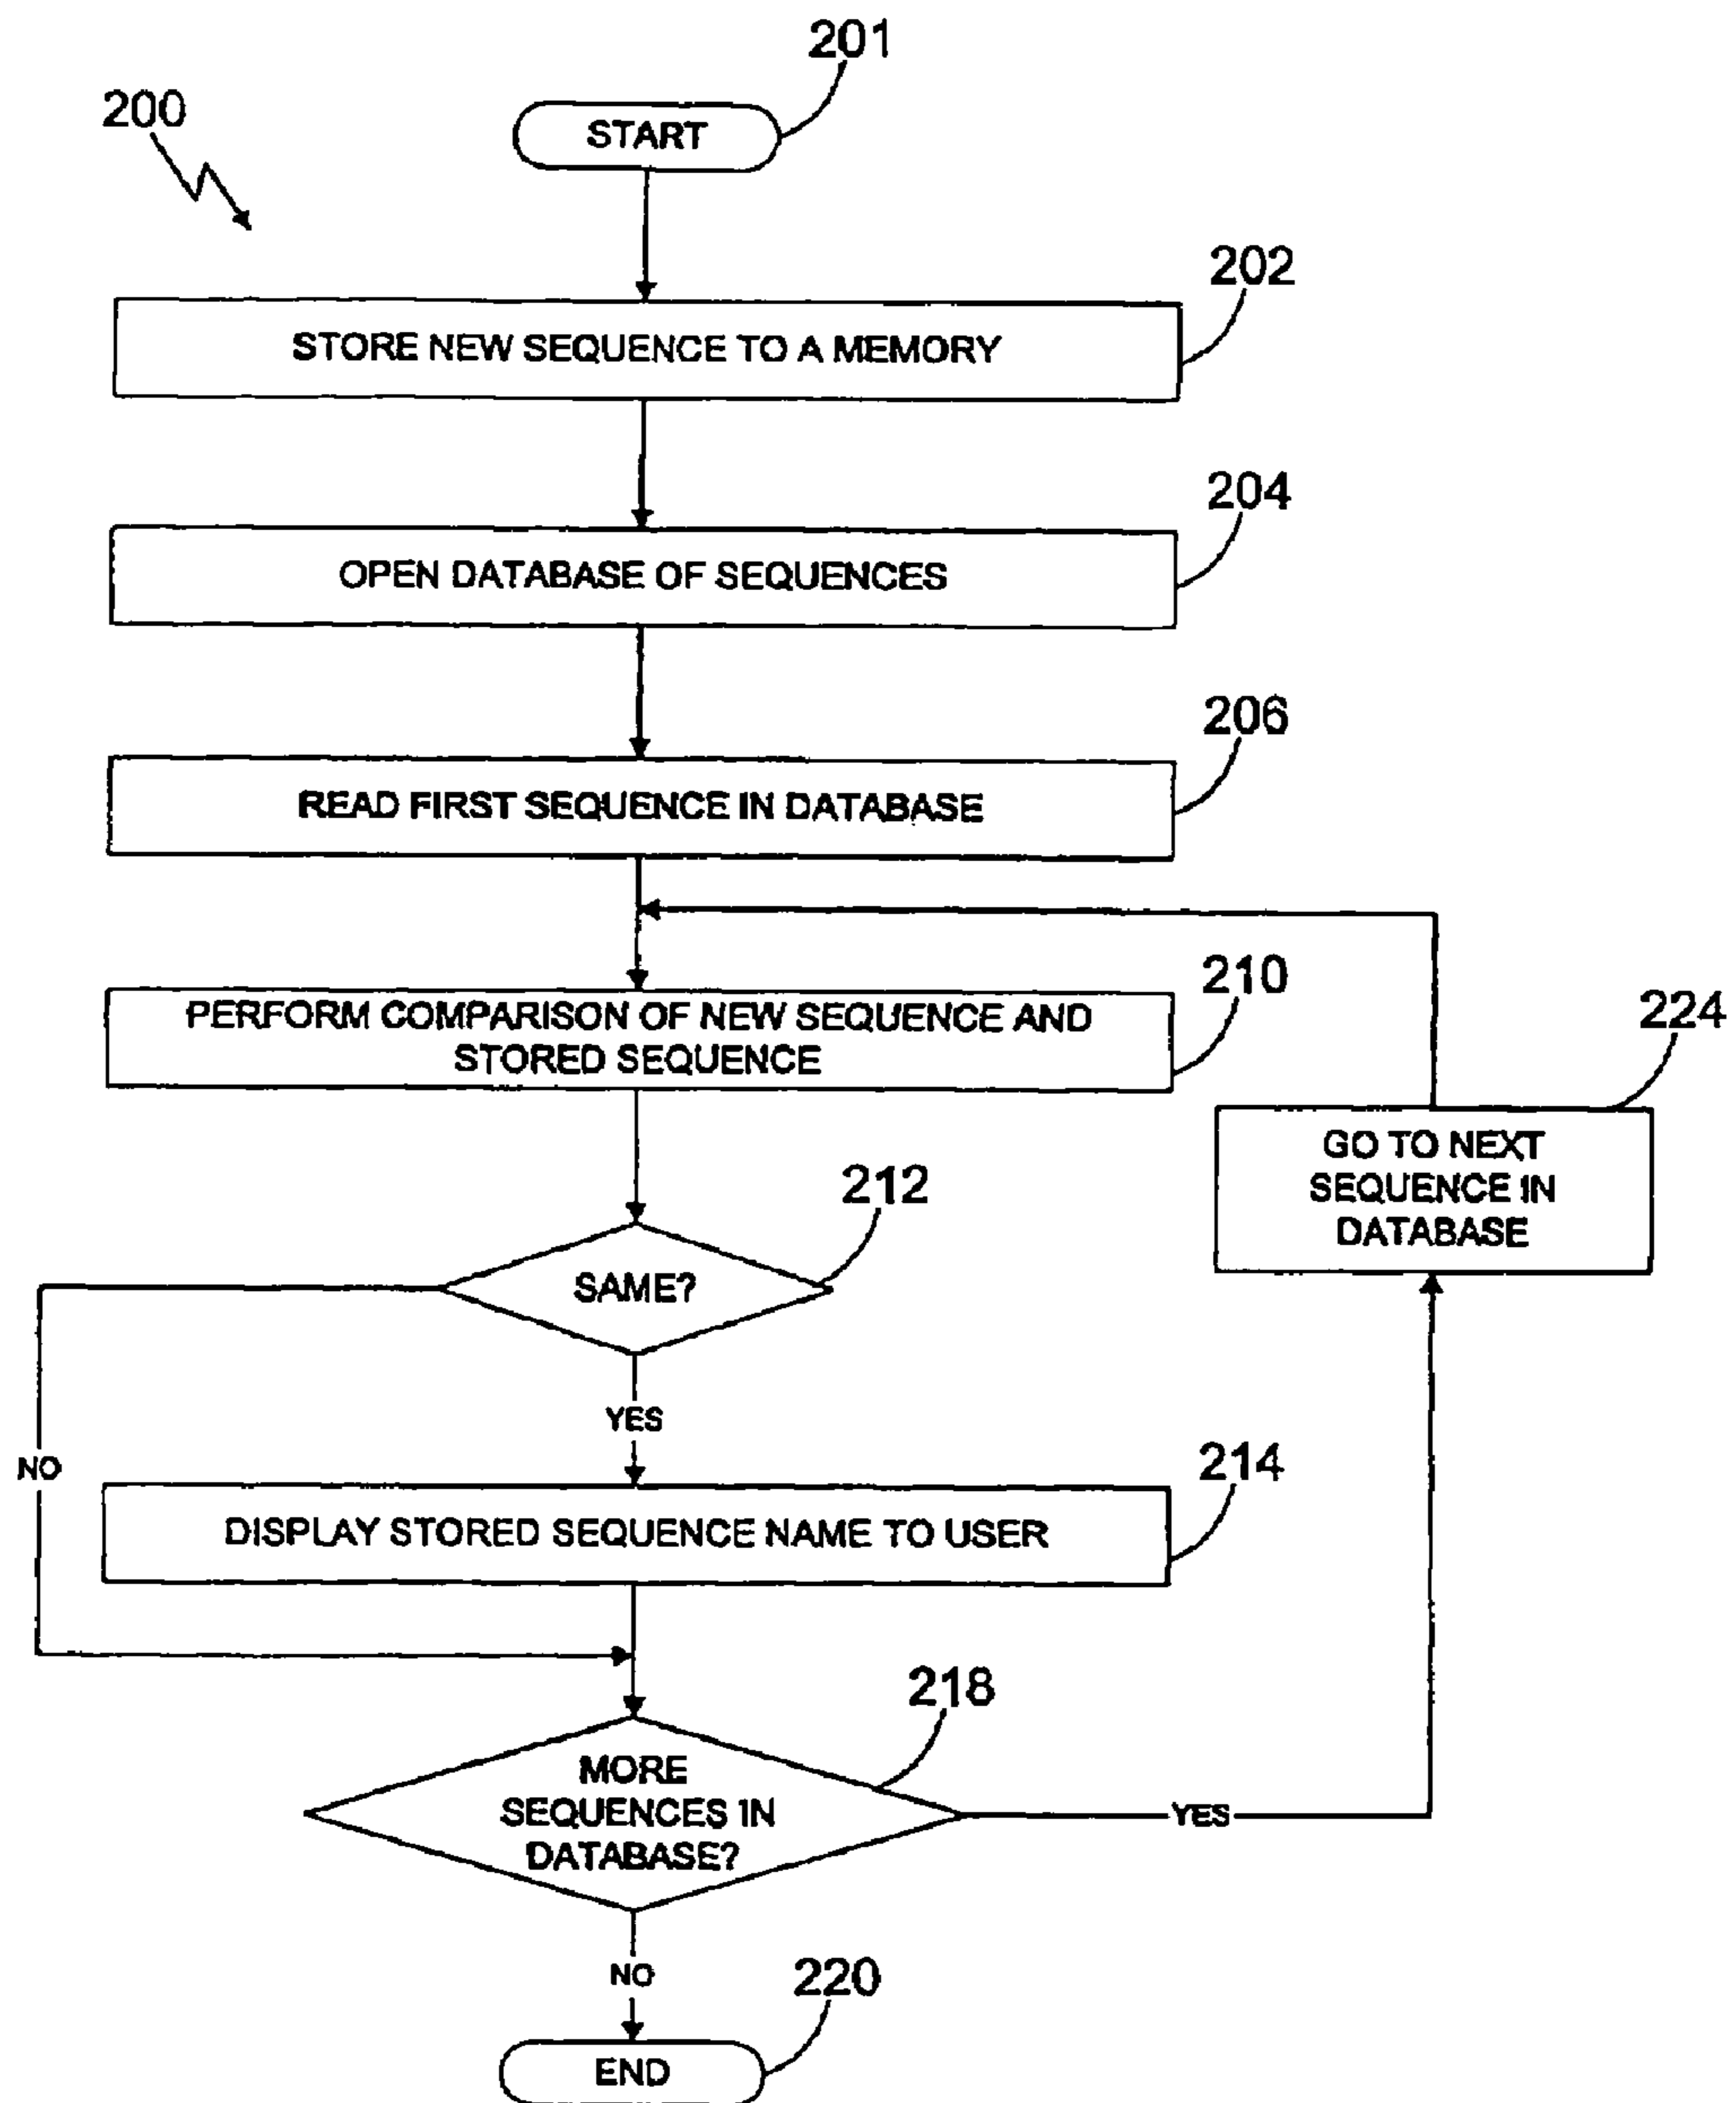 201
200
START
202
STORE NEW SEQUENCE TO A MEMORY
204
OPEN DATABASE OF SEQUENCES
206
READ FIRST SEQUENCE IN DATABASE
210
PERFORM COMPARISON OF NEW SEQUENCE AND
STORED SEQUENCE
224
GO TO NEXT
SEQUENCE IN
DATABASE
212
SAME?
YES
NO
214
DISPLAY STORED SEQUENCE NAME TO USER
218
MORE
SEQUENCES IN
DATABASE?
YES
NO
220
END